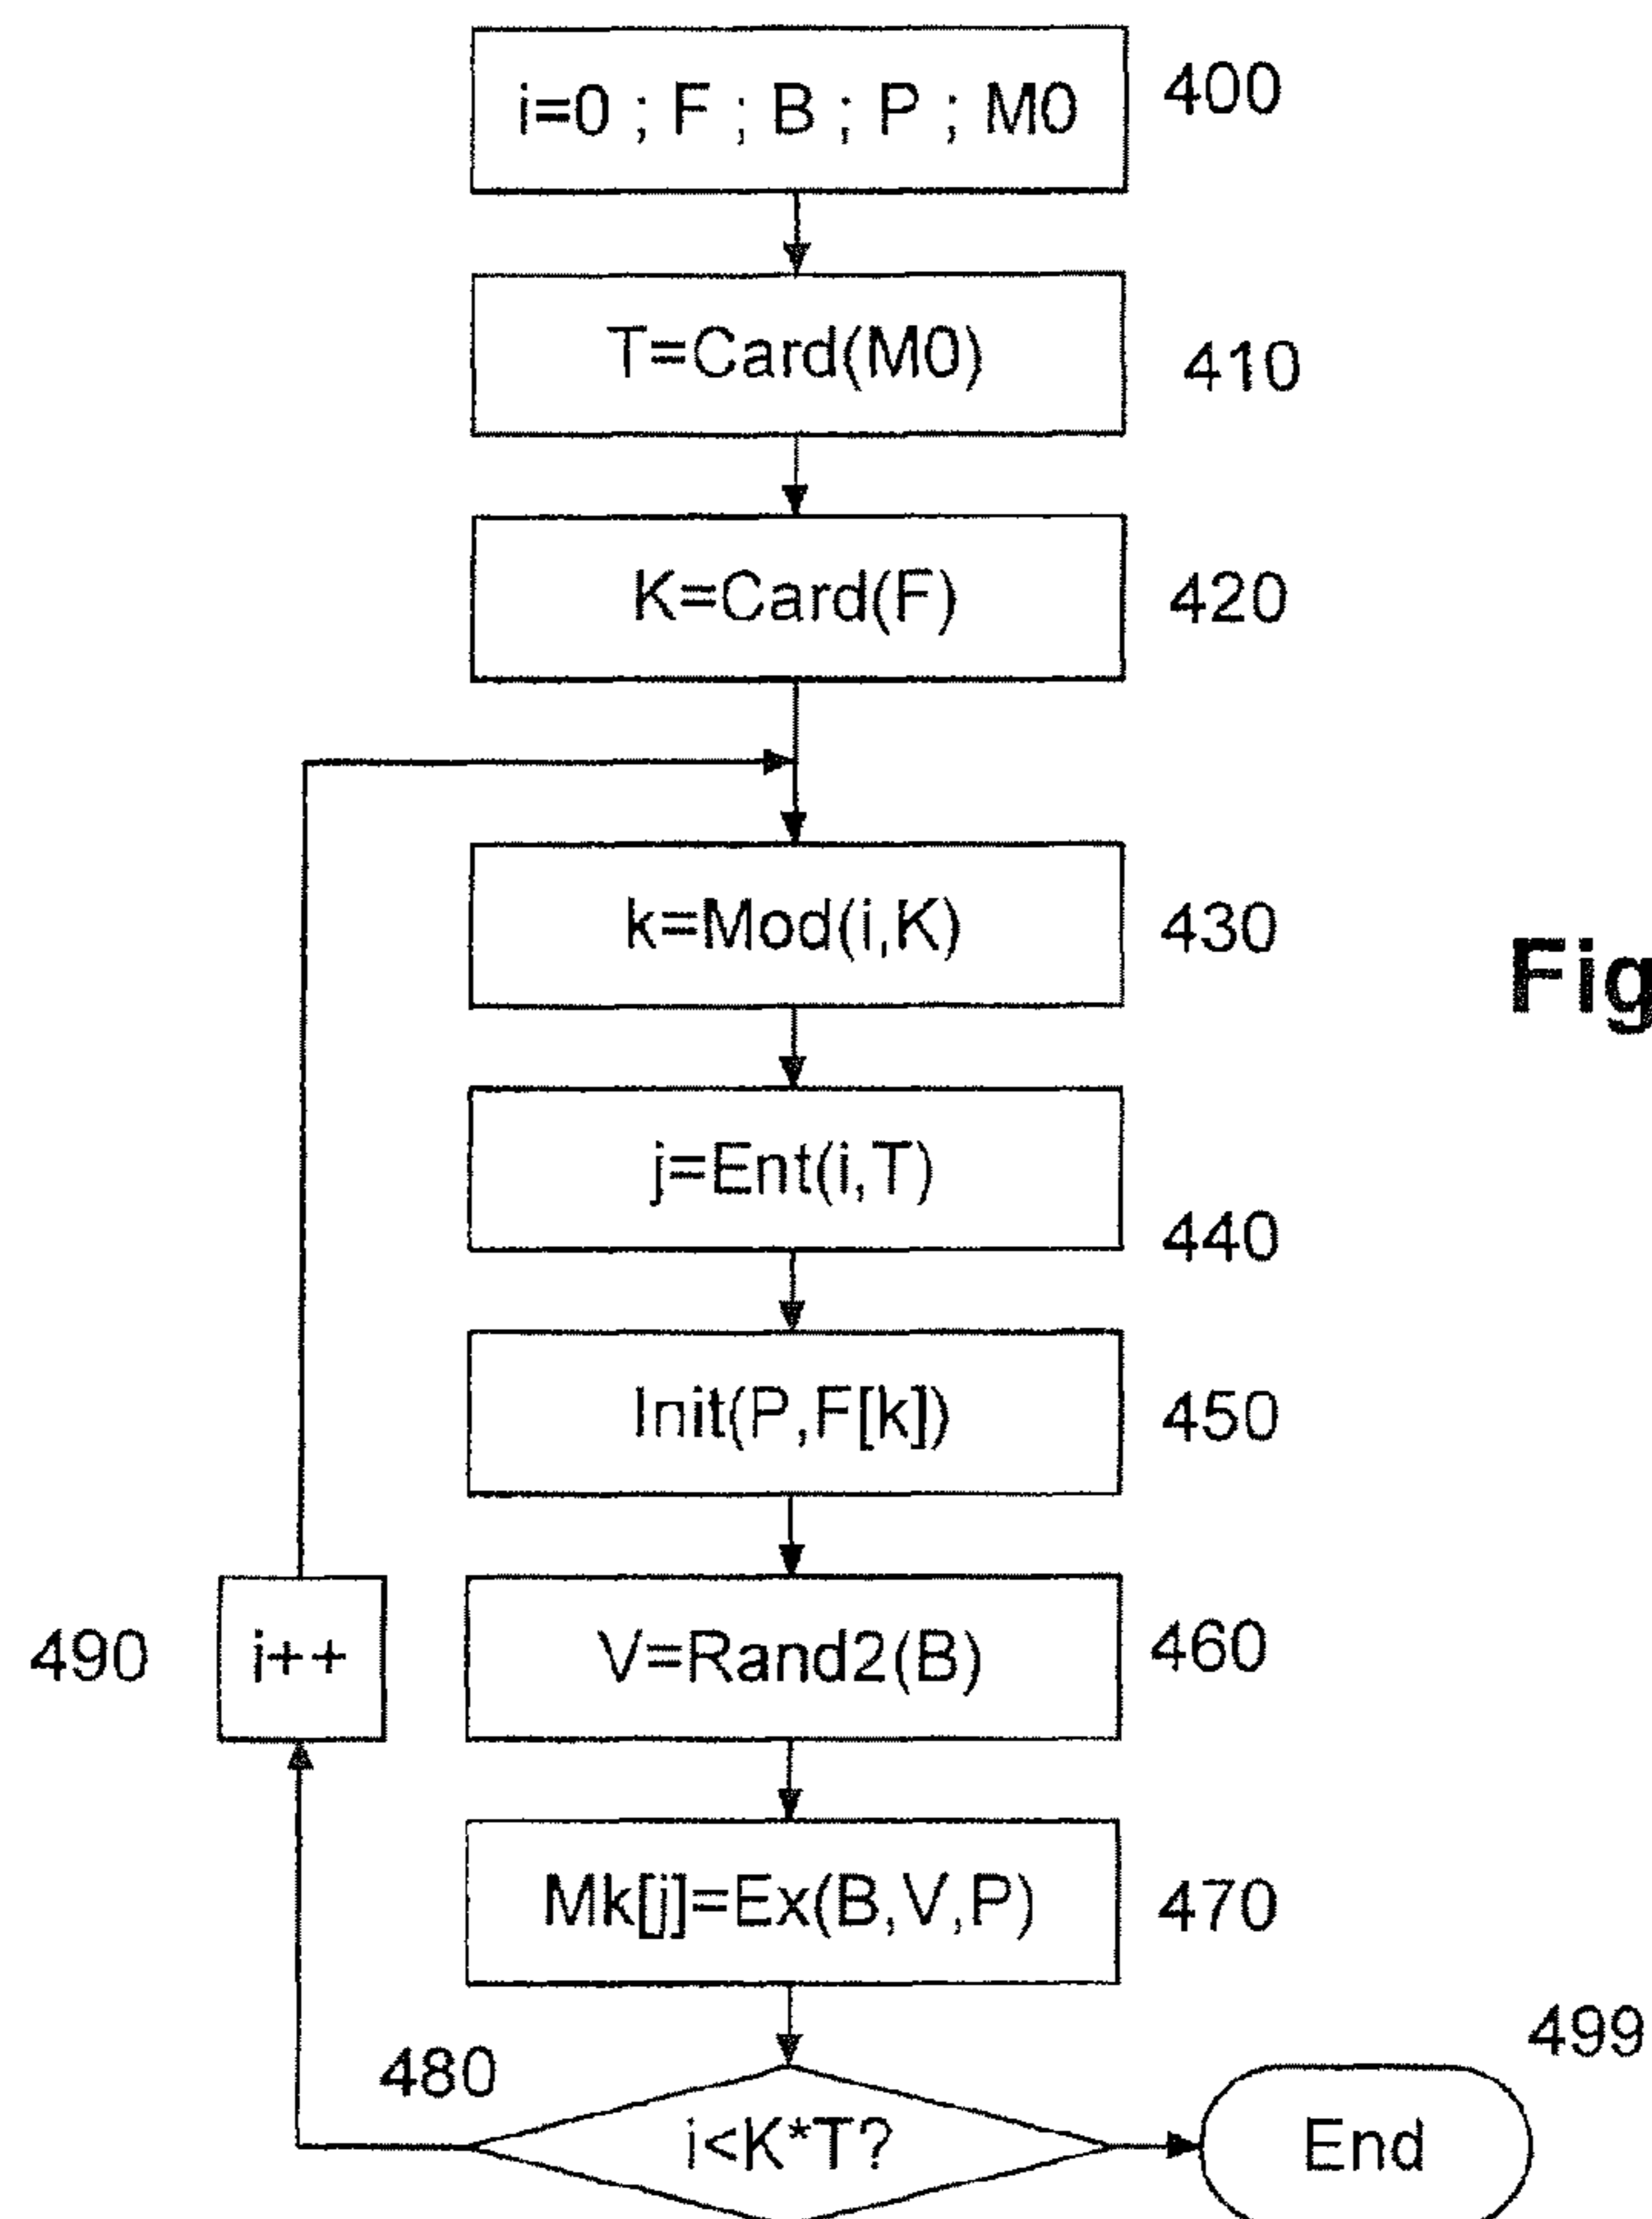 i=0 ; F ; B ; P ; M0 400
T=Card(M0) 410
K=Card(F) 420
k=Mod(i,K) 430
Fig
j=Ent(i,T) 440
Init(P,F[k]) 450
490 i++ V=Rand2(B) 460
Mk[j]=Ex(B,V,P) 470
480 i<K*T? End 499